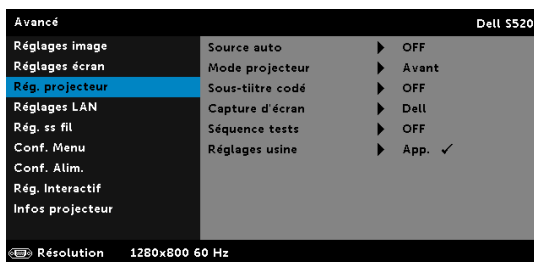 Avancé Dell S520
Réglages image
Réglages écran
Rég. projecteur
Réglages LAN
Rég. ss fil
Conf. Menu
Conf. Alim.
Rég. Interactif
Infos projecteur
Source auto OFF
Mode projecteur Avant
Sous-tiitre codé OFF
Capture d'écran Dell
Séquence tests OFF
Réglages usine App. ✓
Résolution 1280x800 60 Hz